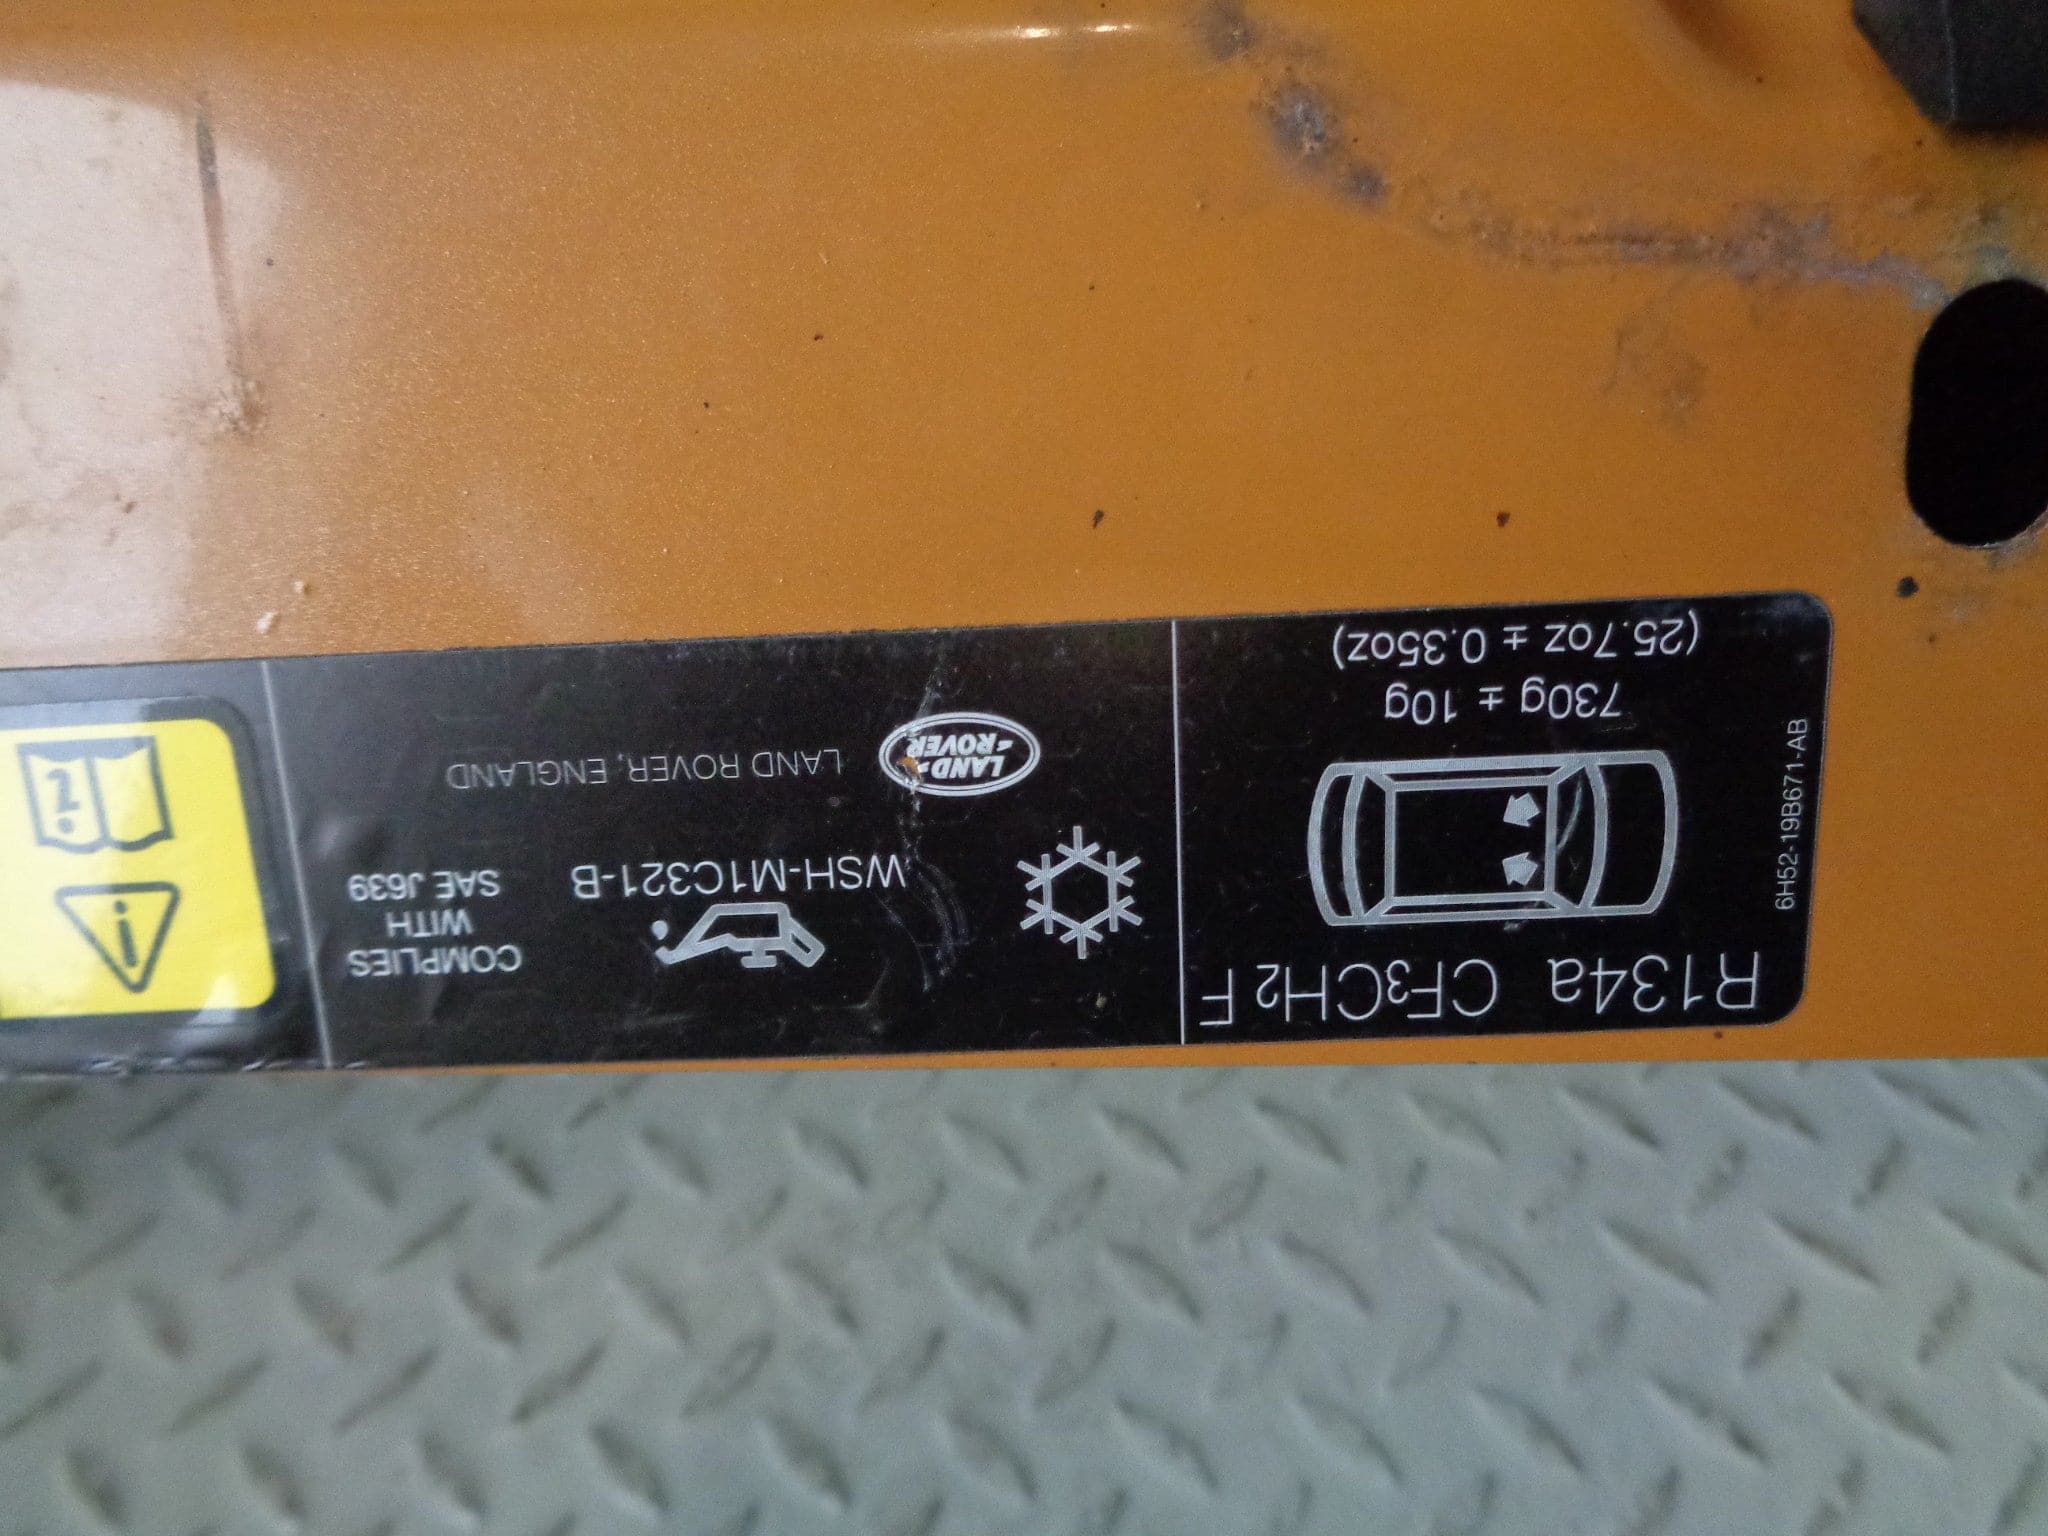 R134a CF3CH2F
730g ± 10g
(25.7oz ± 0.35oz)
6H52-19B671-AB
WSH-M1C321-B
COMPLIES
WITH
SAE J639
LAND
ROVER
LAND ROVER, ENGLAND